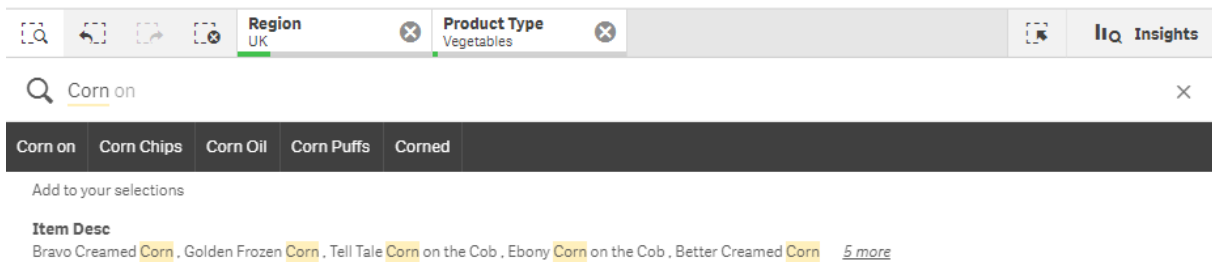 Region
UK
Product Type
Vegetables
Insights
Corn on
Corn on Corn Chips Corn Oil Corn Puffs Corned
Add to your selections
Item Desc
Bravo Creamed Corn , Golden Frozen Corn , Tell Tale Corn on the Cob , Ebony Corn on the Cob , Better Creamed Corn 5 more